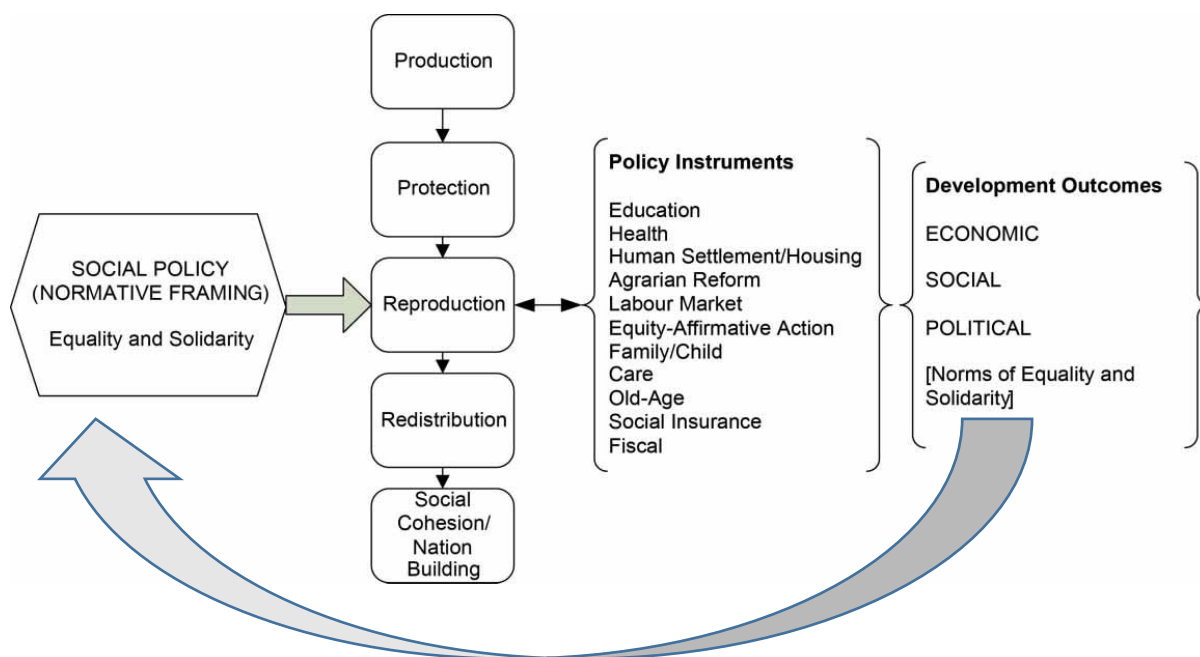 SOCIAL POLICY
(NORMATIVE FRAMING)
Equality and Solidarity
Production
Protection
Reproduction
Redistribution
Social
Cohesion/
Nation
Building
Policy Instruments
Education
Health
Human Settlement/Housing
Agrarian Reform
Labour Market
Equity-Affirmative Action
Family/Child
Care
Old-Age
Social Insurance
Fiscal
Development Outcomes
ECONOMIC
SOCIAL
POLITICAL
[Norms of Equality and
Solidarity]